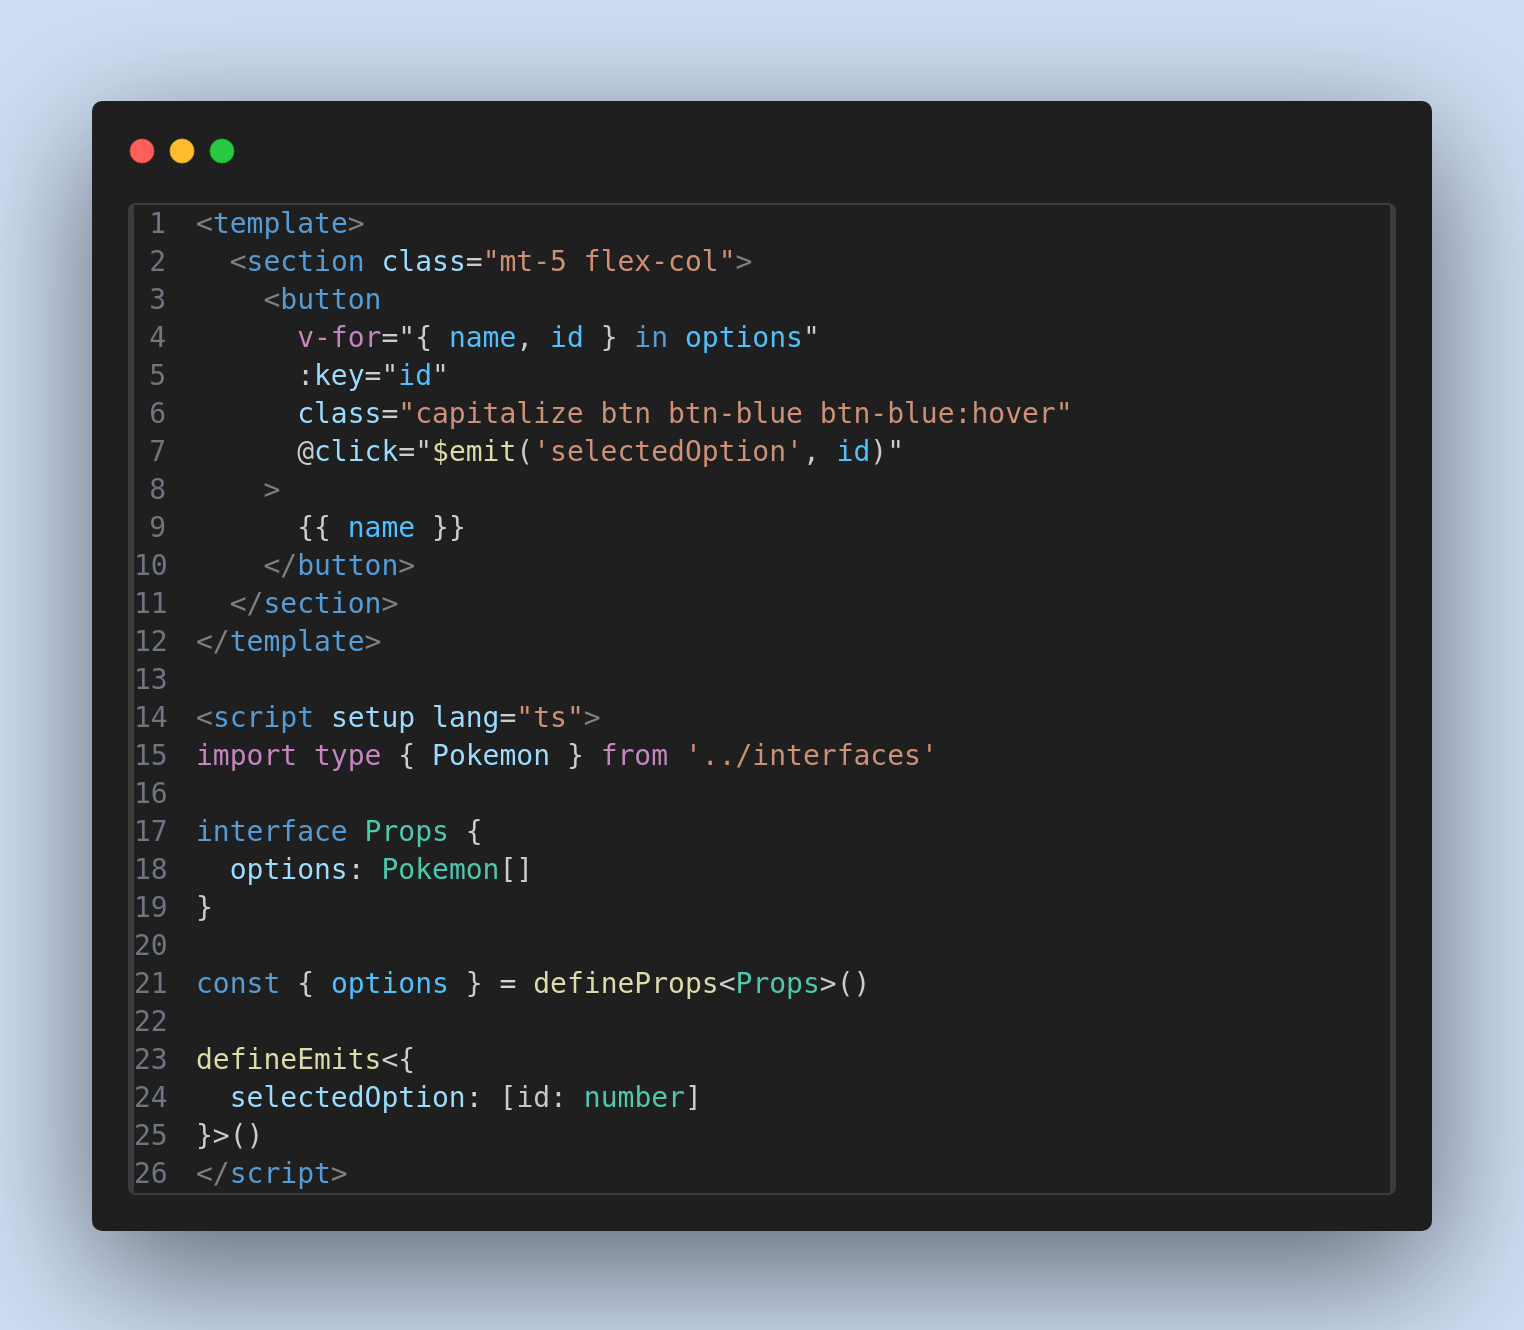 1 <template>
2   <section class="mt-5 flex-col">
3     <button
4       v-for="{ name, id } in options"
5       :key="id"
6       class="capitalize btn btn-blue btn-blue:hover"
7       @click="$emit('selectedOption', id)"
8     >
9       {{ name }}
10     </button>
11   </section>
12 </template>
13
14 <script setup lang="ts">
15 import type { Pokemon } from '../interfaces'
16
17 interface Props {
18   options: Pokemon[]
19 }
20
21 const { options } = defineProps<Props>()
22
23 defineEmits<{
24   selectedOption: [id: number]
25 }>()
26 </script>